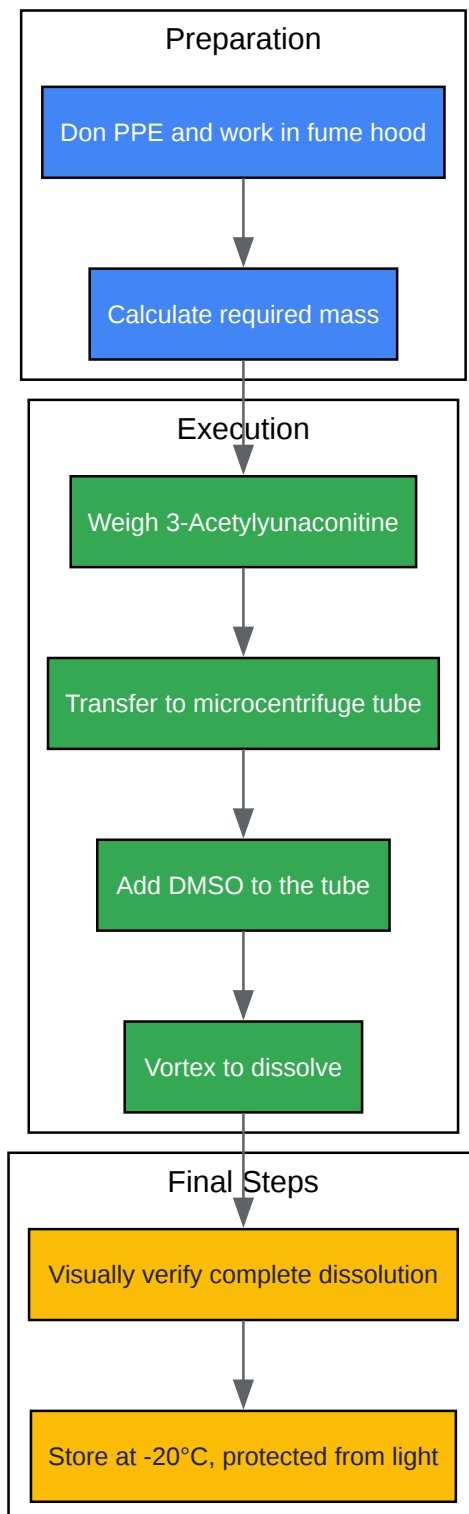 Preparation
Don PPE and work in fume hood
Calculate required mass
Execution
Weigh 3-Acetylyunaconitine
Transfer to microcentrifuge tube
Add DMSO to the tube
Vortex to dissolve
Final Steps
Visually verify complete dissolution
Store at -20°C, protected from light